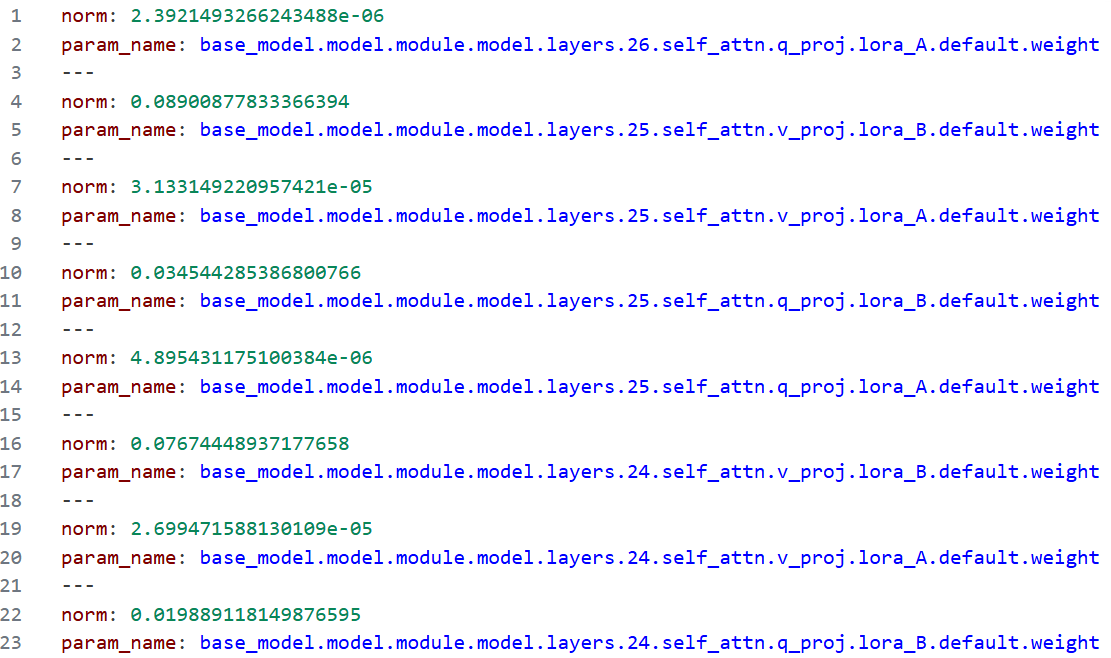 1 norm: 2.3921493266243488e-06
2 param_name: base_model.model.module.model.layers.26.self_attn.q_proj.lora_A.default.weight
3 ---
4 norm: 0.08900877833366394
5 param_name: base_model.model.module.model.layers.25.self_attn.v_proj.lora_B.default.weight
6 ---
7 norm: 3.133149220957421e-05
8 param_name: base_model.model.module.model.layers.25.self_attn.v_proj.lora_A.default.weight
9 ---
10 norm: 0.034544285386800766
11 param_name: base_model.model.module.model.layers.25.self_attn.q_proj.lora_B.default.weight
12 ---
13 norm: 4.895431175100384e-06
14 param_name: base_model.model.module.model.layers.25.self_attn.q_proj.lora_A.default.weight
15 ---
16 norm: 0.07674448937177658
17 param_name: base_model.model.module.model.layers.24.self_attn.v_proj.lora_B.default.weight
18 ---
19 norm: 2.699471588130109e-05
20 param_name: base_model.model.module.model.layers.24.self_attn.v_proj.lora_A.default.weight
21 ---
22 norm: 0.019889118149876595
23 param_name: base_model.model.module.model.layers.24.self_attn.q_proj.lora_B.default.weight